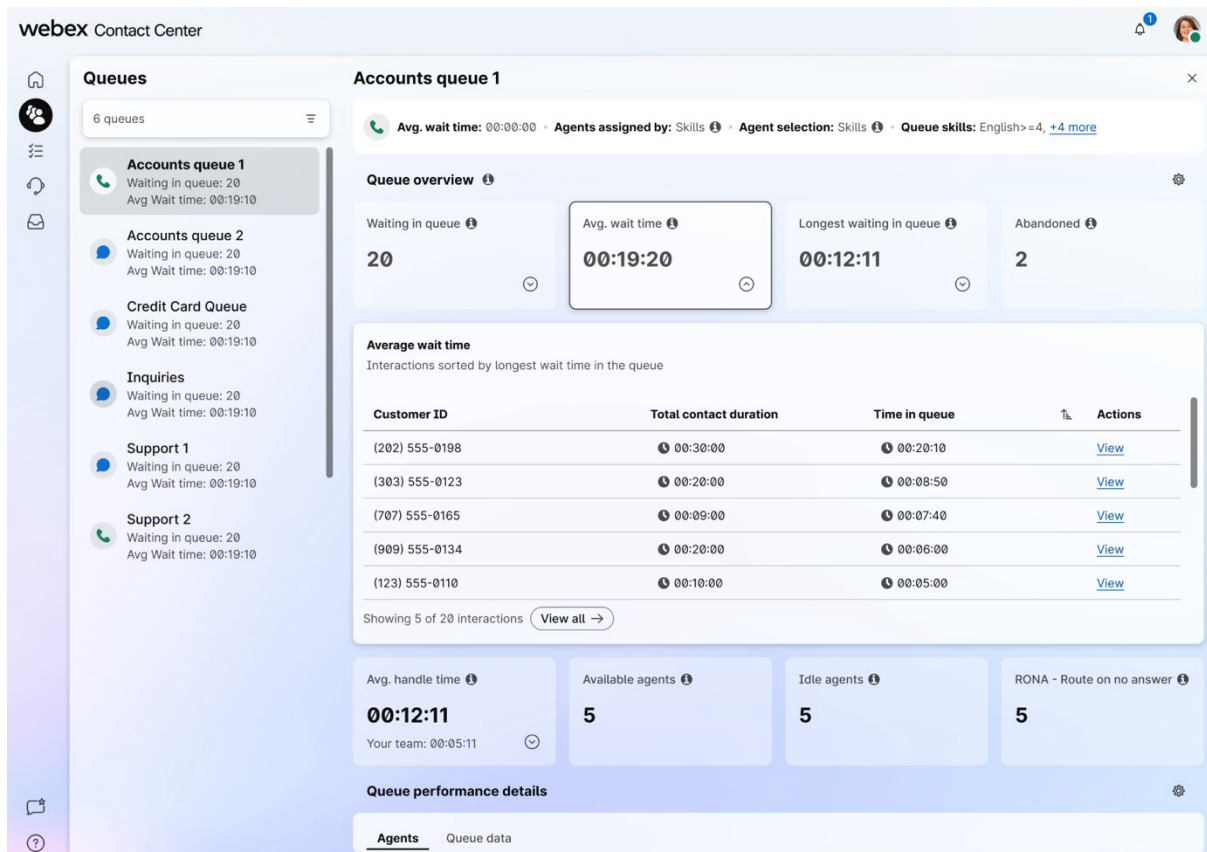 webex Contact Center
1
Queues
6 queues
Accounts queue 1
Waiting in queue: 20
Avg Wait time: 00:19:10
Accounts queue 2
Waiting in queue: 20
Avg Wait time: 00:19:10
Credit Card Queue
Waiting in queue: 20
Avg Wait time: 00:19:10
Inquiries
Waiting in queue: 20
Avg Wait time: 00:19:10
Support 1
Waiting in queue: 20
Avg Wait time: 00:19:10
Support 2
Waiting in queue: 20
Avg Wait time: 00:19:10
Accounts queue 1
Avg. wait time: 00:00:00 • Agents assigned by: Skills • Agent selection: Skills • Queue skills: English>=4, +4 more
Queue overview
Waiting in queue
20
Avg. wait time
00:19:20
Longest waiting in queue
00:12:11
Abandoned
2
Average wait time
Interactions sorted by longest wait time in the queue
Customer ID Total contact duration Time in queue Actions
(202) 555-0198 00:30:00 00:20:10 View
(303) 555-0123 00:20:00 00:08:50 View
(707) 555-0165 00:09:00 00:07:40 View
(909) 555-0134 00:20:00 00:06:00 View
(123) 555-0110 00:10:00 00:05:00 View
Showing 5 of 20 interactions View all →
Avg. handle time
00:12:11
Your team: 00:05:11
Available agents
5
Idle agents
5
RONA - Route on no answer
5
Queue performance details
Agents Queue data